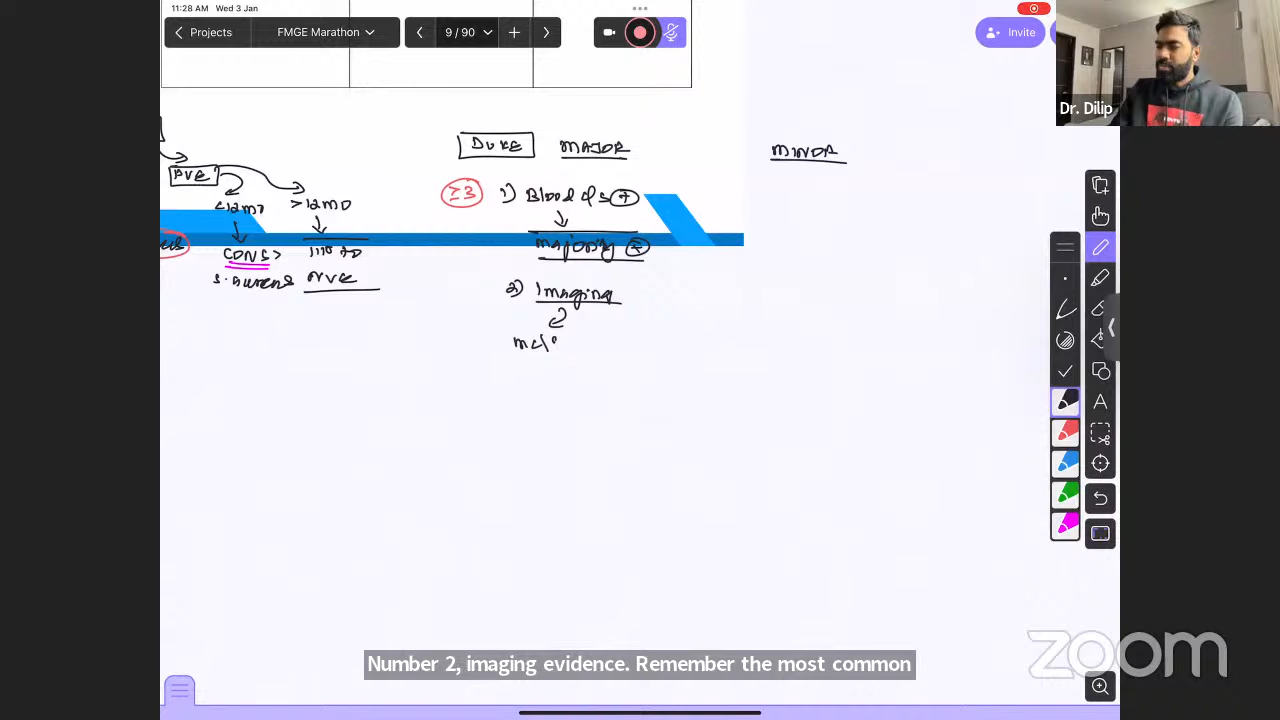 11:28 AM Wed 3 Jan
Projects
FMGE Marathon
9 / 90
Invite
Dr. Dilip
DUKE
MAJOR
MINOR
PVE
≥3
1) Blood c/s +
<12mo
>12mo
majority
CONS >
S. aureus
NVE
2) Imaging
A
Number 2, imaging evidence. Remember the most common
zoom